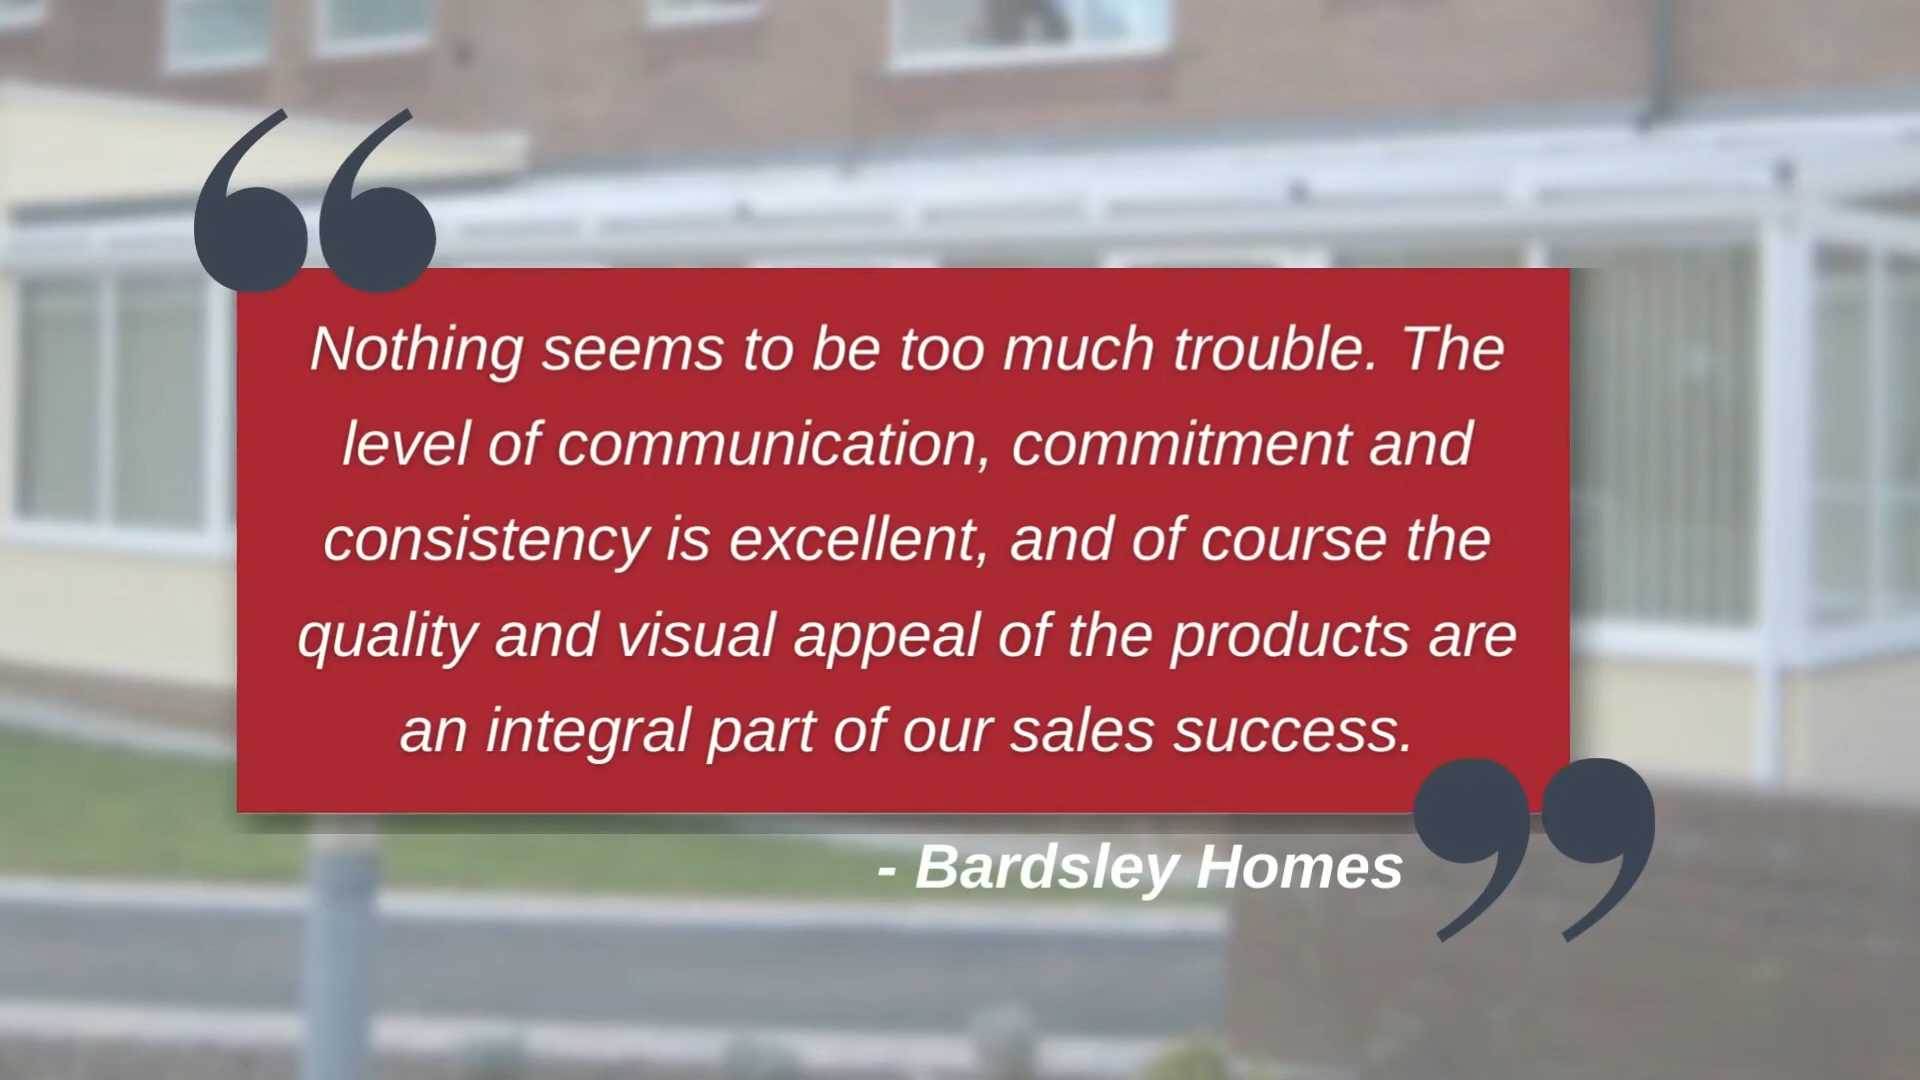 “
Nothing seems to be too much trouble. The
level of communication, commitment and
consistency is excellent, and of course the
quality and visual appeal of the products are
an integral part of our sales success.
”
- Bardsley Homes